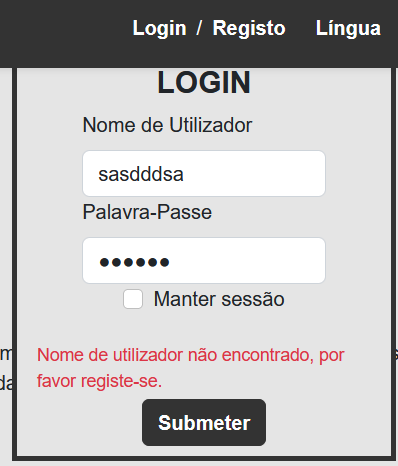 Login / Registo Língua
LOGIN
Nome de Utilizador
sasdddsa
Palavra-Passe
••••••
Manter sessão
Nome de utilizador não encontrado, por
favor registe-se.
Submeter